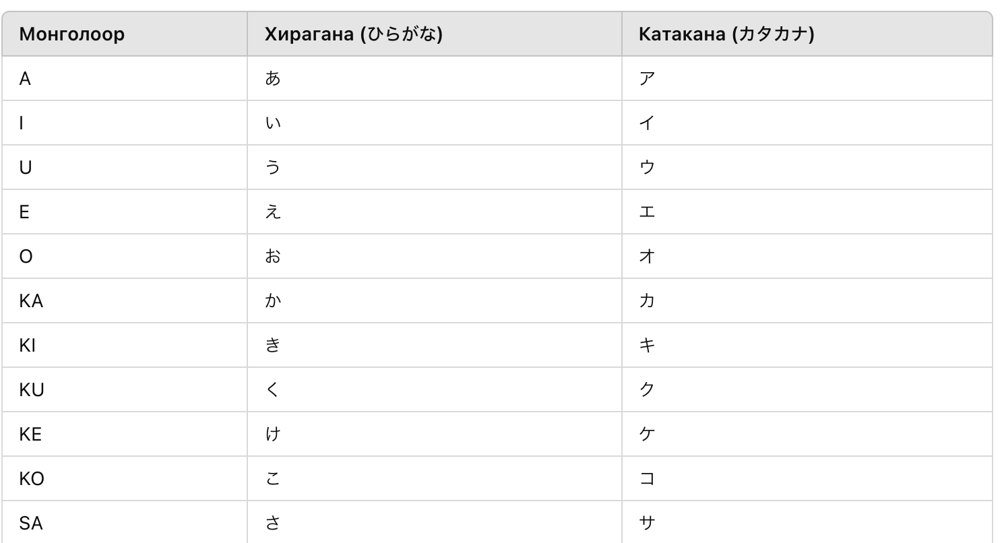 Монголоор Хирагана (ひらがな) Катакана (カタカナ)
A あ ア
I い イ
U う ウ
E え エ
O お オ
KA か カ
KI き キ
KU く ク
KE け ケ
KO こ コ
SA さ サ